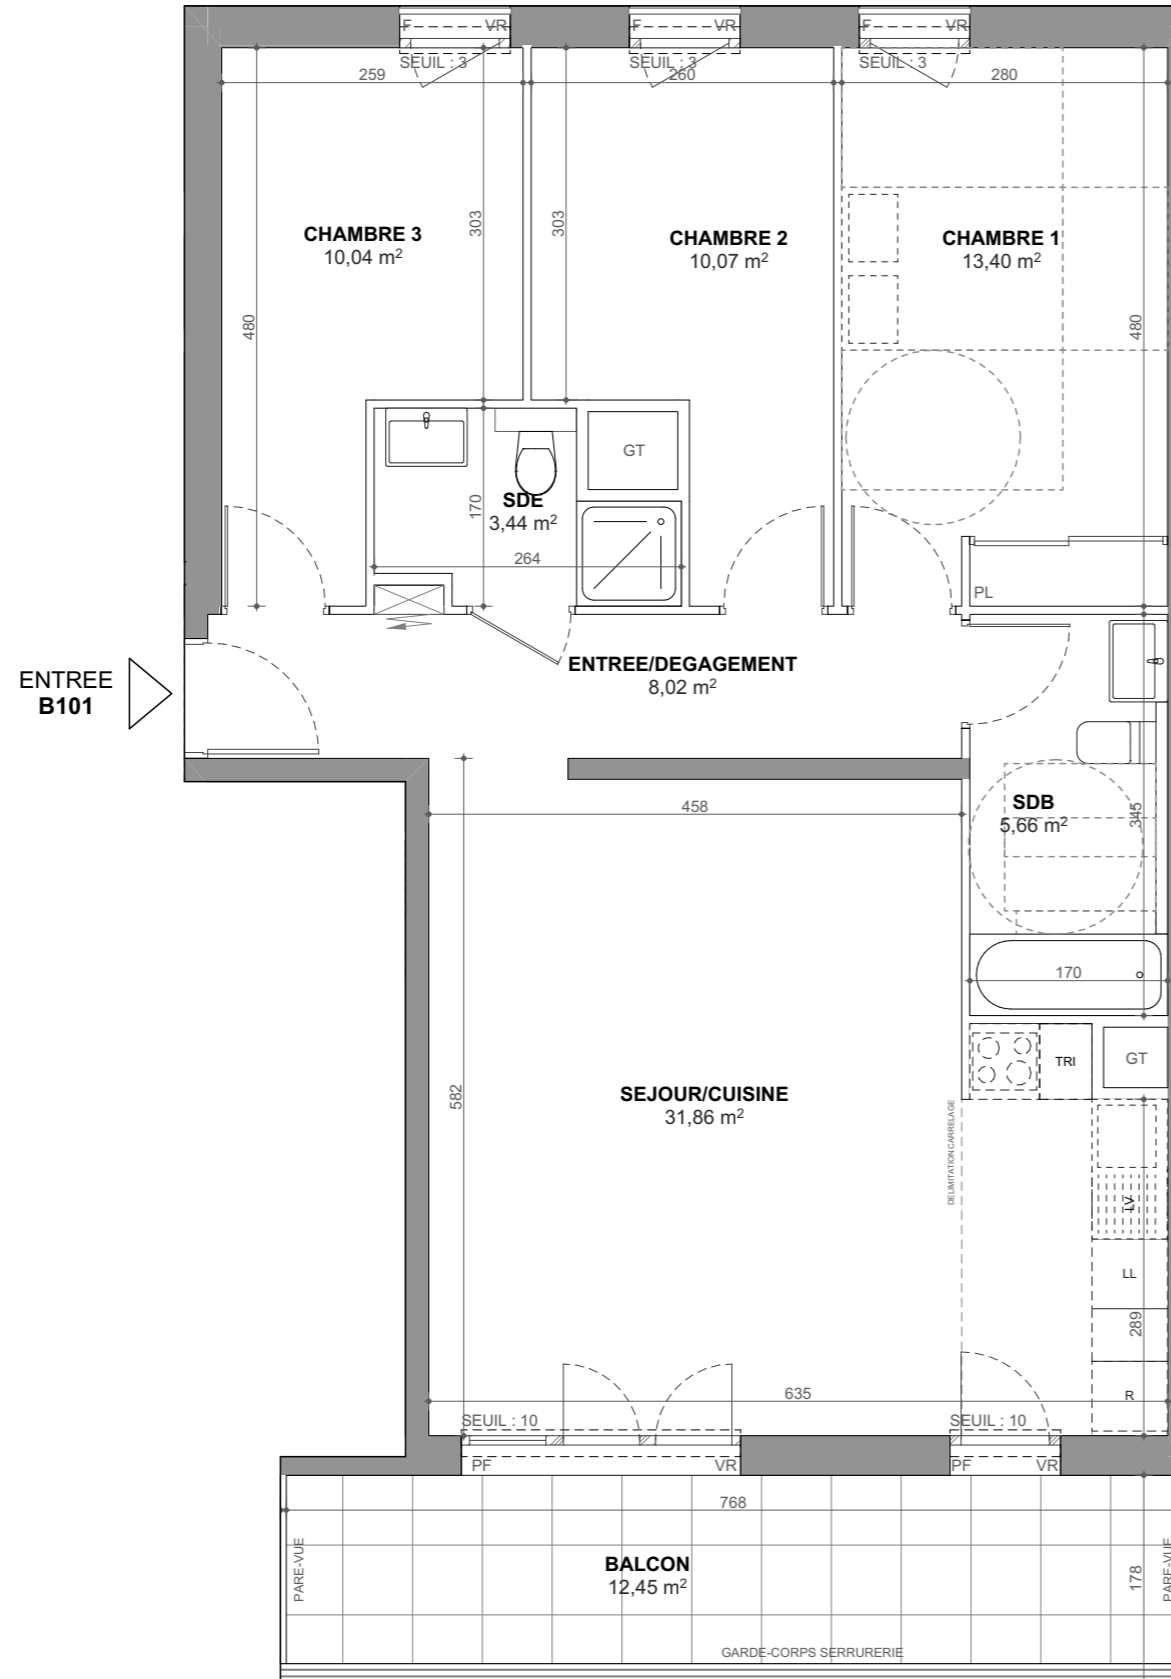 F VR F VR F VR
SEUIL : 3 SEUIL : 3 SEUIL : 3
259 260 280
303 303
CHAMBRE 3
10,04 m²
CHAMBRE 2
10,07 m²
CHAMBRE 1
13,40 m²
480 480
GT
SDE
3,44 m²
170
264
PL
ENTREE
B101
ENTREE/DEGAGEMENT
8,02 m²
458
SDB
5,66 m²
345
170
TRI
GT
582
SEJOUR/CUISINE
31,86 m²
DELIMITATION CARRELAGE
LV
LL
289
R
635
SEUIL : 10 SEUIL : 10
PF VR PF VR
768
PARE-VUE
BALCON
12,45 m²
178
PARE-VUE
GARDE-CORPS SERRURERIE